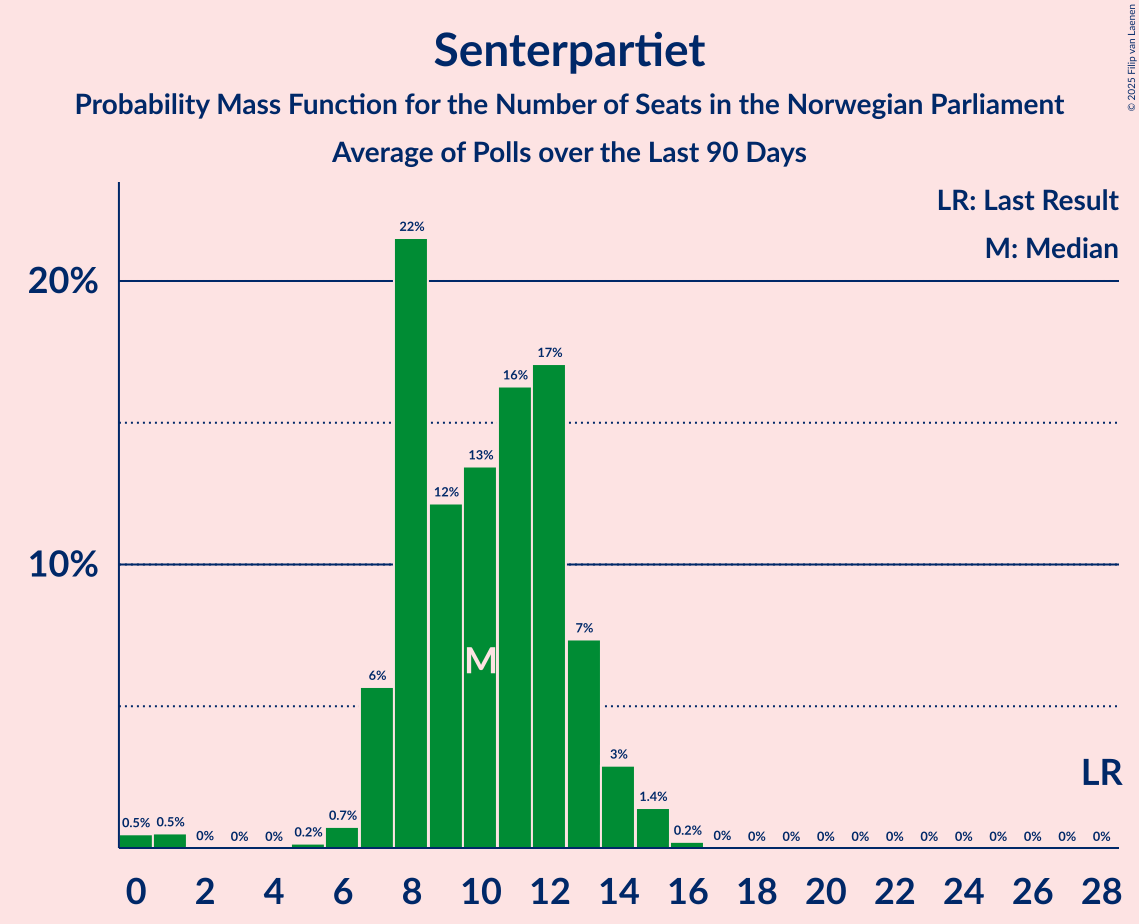 Senterpartiet
Probability Mass Function for the Number of Seats in the Norwegian Parliament
Average of Polls over the Last 90 Days
© 2025 Filip van Laenen
LR: Last Result
M: Median
20%
10%
0.5% 0.5% 0% 0% 0% 0.2% 0.7% 6% 22% 12% 13% 16% 17% 7% 3% 1.4% 0.2% 0% 0% 0% 0% 0% 0% 0% 0% 0% 0% 0% 0%
M
LR
0 2 4 6 8 10 12 14 16 18 20 22 24 26 28